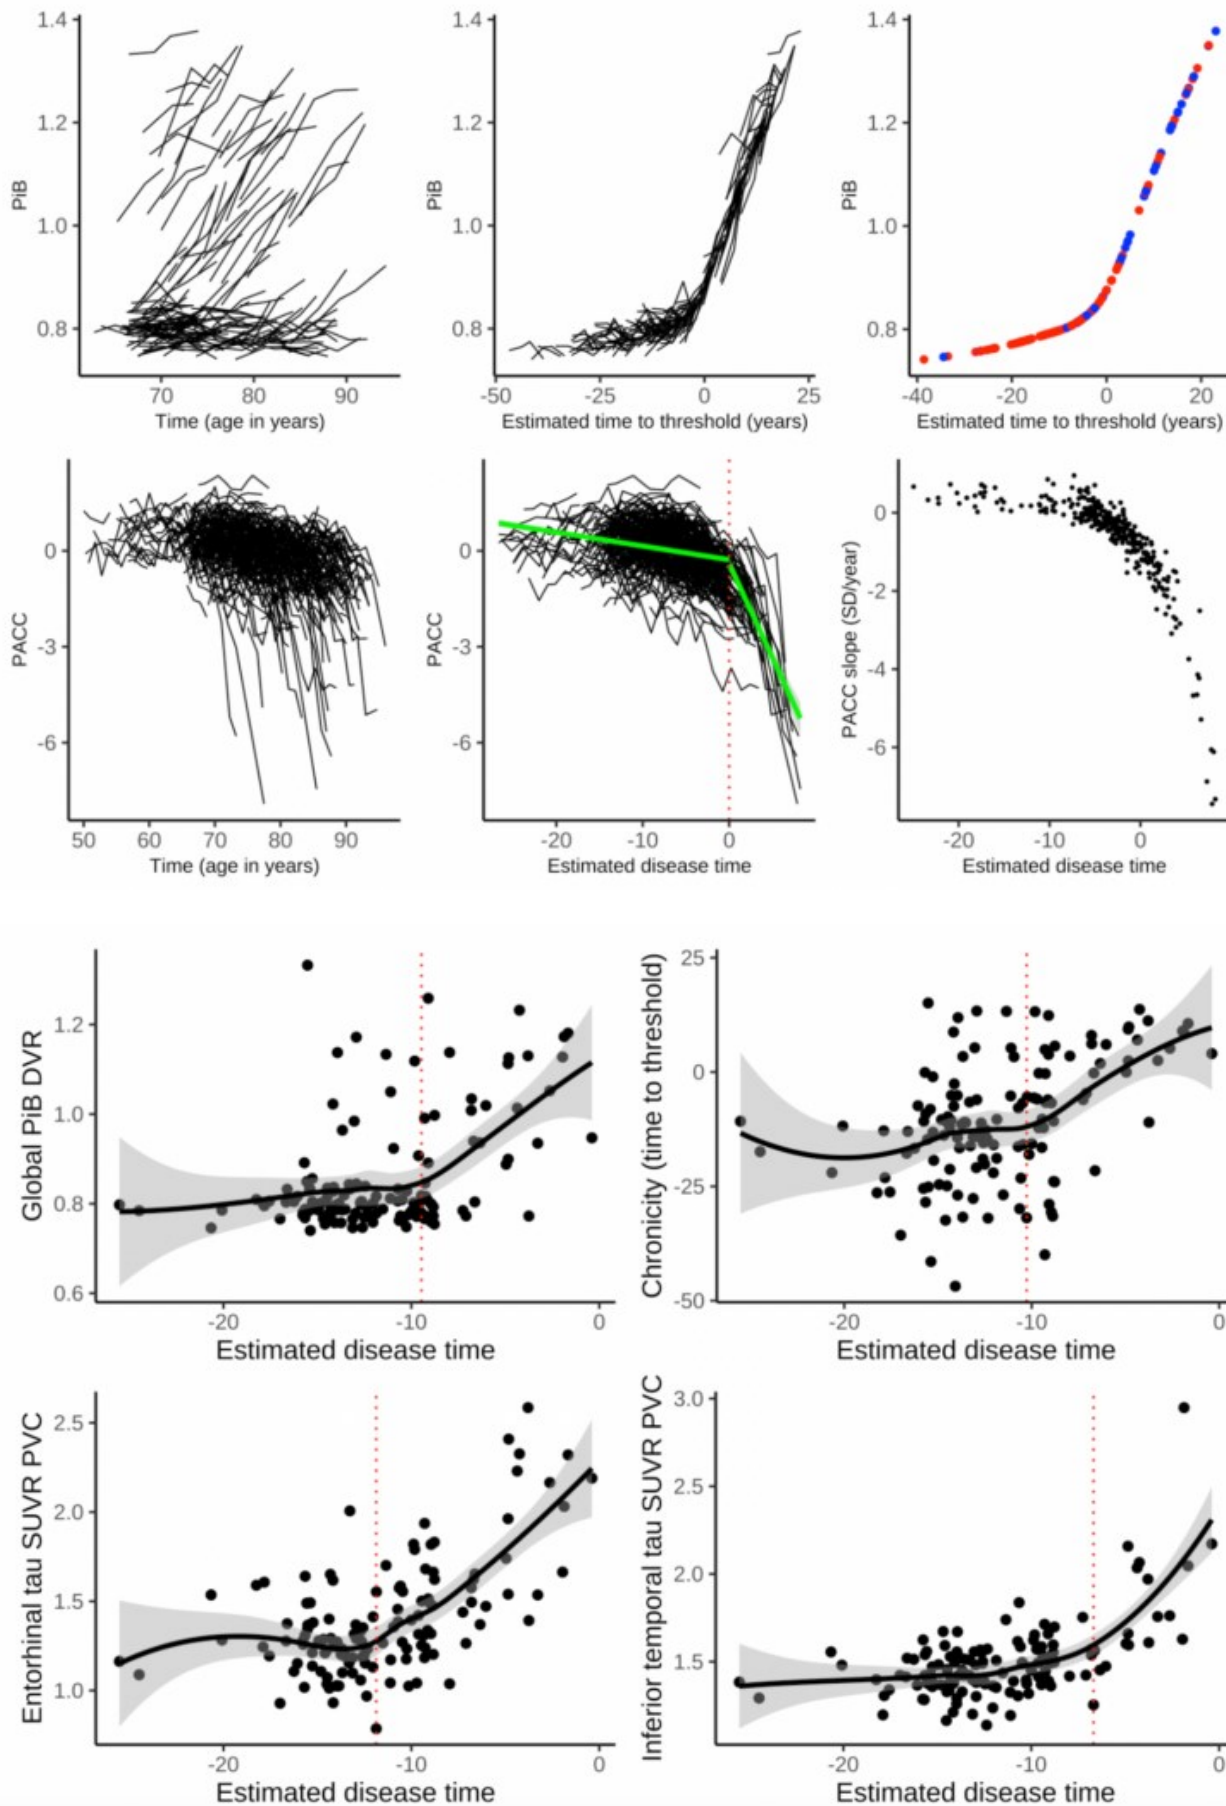 1.4
1.2
1.0
0.8
PiB
70 80 90
Time (age in years)
PiB
1.4
1.2
1.0
0.8
-50 -25 0 25
Estimated time to threshold (years)
PiB
1.4
1.2
1.0
0.8
-40 -20 0 20
Estimated time to threshold (years)
PACC
0
-3
-6
50 60 70 80 90
Time (age in years)
PACC
0
-3
-6
-20 -10 0
Estimated disease time
PACC slope (SD/year)
0
-2
-4
-6
-20 -10 0
Estimated disease time
Global PiB DVR
1.2
1.0
0.8
0.6
-20 -10 0
Estimated disease time
Chronicity (time to threshold)
25
0
-25
-50
-20 -10 0
Estimated disease time
Entorhinal tau SUVR PVC
2.5
2.0
1.5
1.0
-20 -10 0
Estimated disease time
Inferior temporal tau SUVR PVC
3.0
2.5
2.0
1.5
-20 -10 0
Estimated disease time